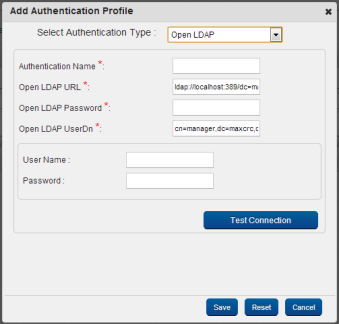 Add Authentication Profile
Select Authentication Type : Open LDAP
Authentication Name *:
Open LDAP URL *: ldap://localhost:389/dc=m
Open LDAP Password *:
Open LDAP UserDn *: cn=manager,dc=maxcrc,c
User Name :
Password :
Test Connection
Save Reset Cancel